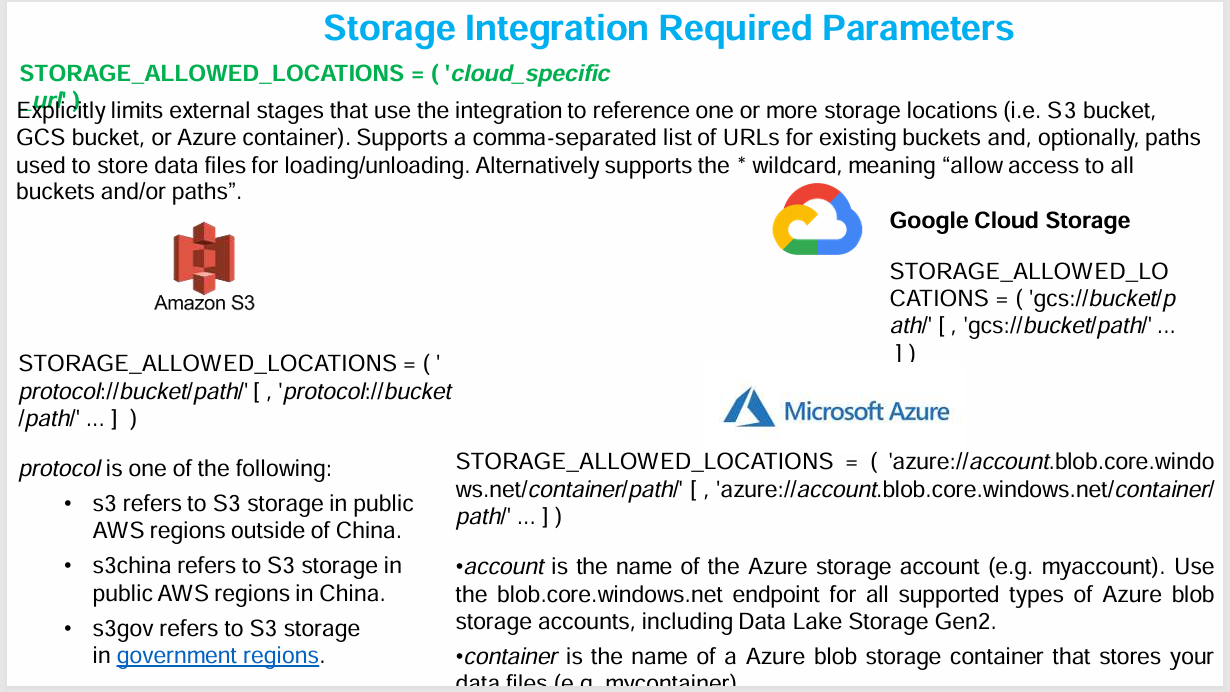 Storage Integration Required Parameters
STORAGE_ALLOWED_LOCATIONS = ( 'cloud_specific
_url' )
Explicitly limits external stages that use the integration to reference one or more storage locations (i.e. S3 bucket,
GCS bucket, or Azure container). Supports a comma-separated list of URLs for existing buckets and, optionally, paths
used to store data files for loading/unloading. Alternatively supports the * wildcard, meaning “allow access to all
buckets and/or paths”.
Amazon S3
STORAGE_ALLOWED_LOCATIONS = ( '
protocol://bucket/path/' [ , 'protocol://bucket
/path/' ... ] )
protocol is one of the following:
• s3 refers to S3 storage in public
AWS regions outside of China.
• s3china refers to S3 storage in
public AWS regions in China.
• s3gov refers to S3 storage
in government regions.
Google Cloud Storage
STORAGE_ALLOWED_LO
CATIONS = ( 'gcs://bucket/p
ath/' [ , 'gcs://bucket/path/' ...
] )
Microsoft Azure
STORAGE_ALLOWED_LOCATIONS = ( 'azure://account.blob.core.windo
ws.net/container/path/' [ , 'azure://account.blob.core.windows.net/container/
path/' ... ] )
•account is the name of the Azure storage account (e.g. myaccount). Use
the blob.core.windows.net endpoint for all supported types of Azure blob
storage accounts, including Data Lake Storage Gen2.
•container is the name of a Azure blob storage container that stores your
data files (e.g. mycontainer)